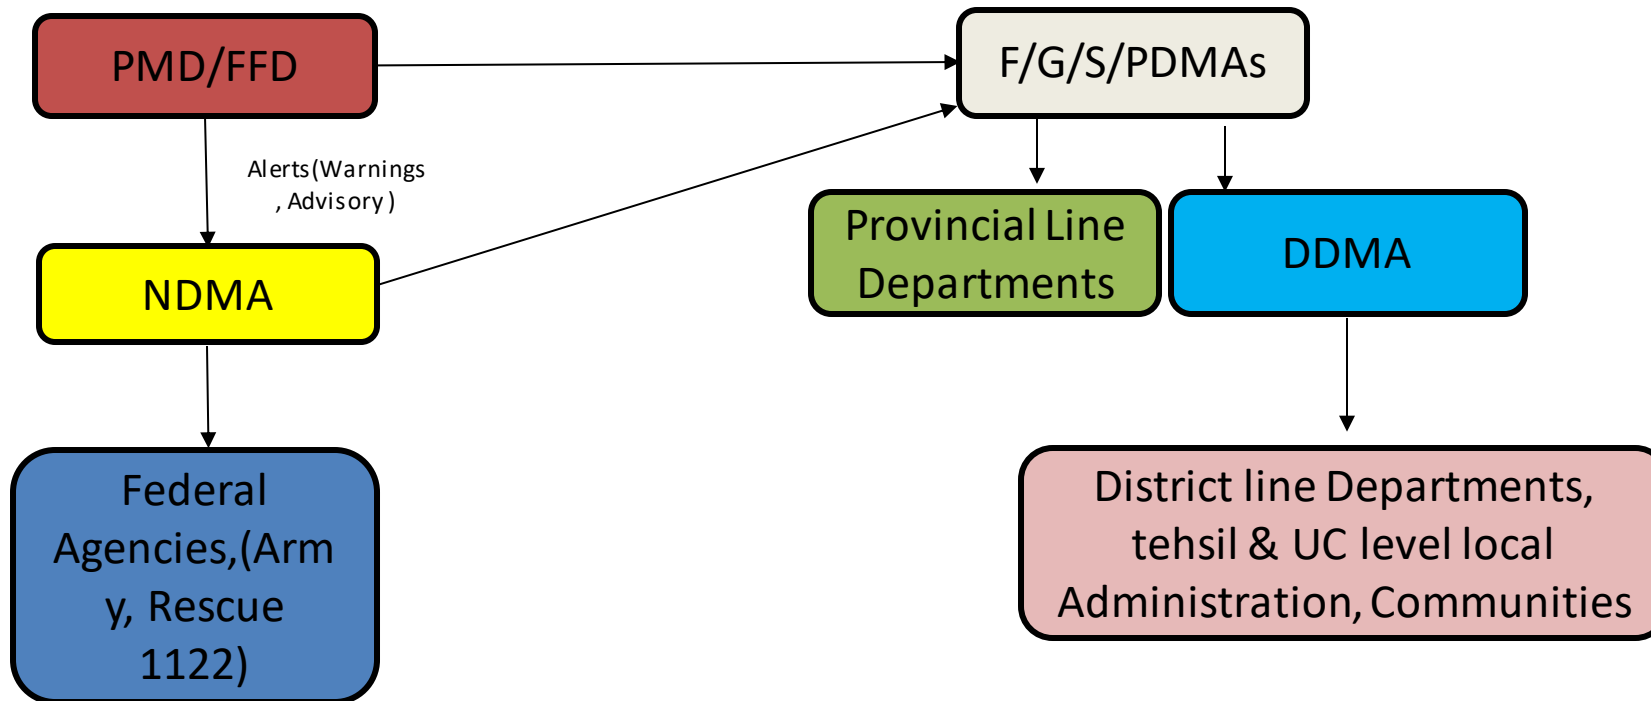 PMD/FFD
F/G/S/PDMAs
Alerts(Warnings
, Advisory)
NDMA
Provincial Line
Departments
DDMA
Federal
Agencies,(Arm
y, Rescue
1122)
District line Departments,
tehsil & UC level local
Administration, Communities